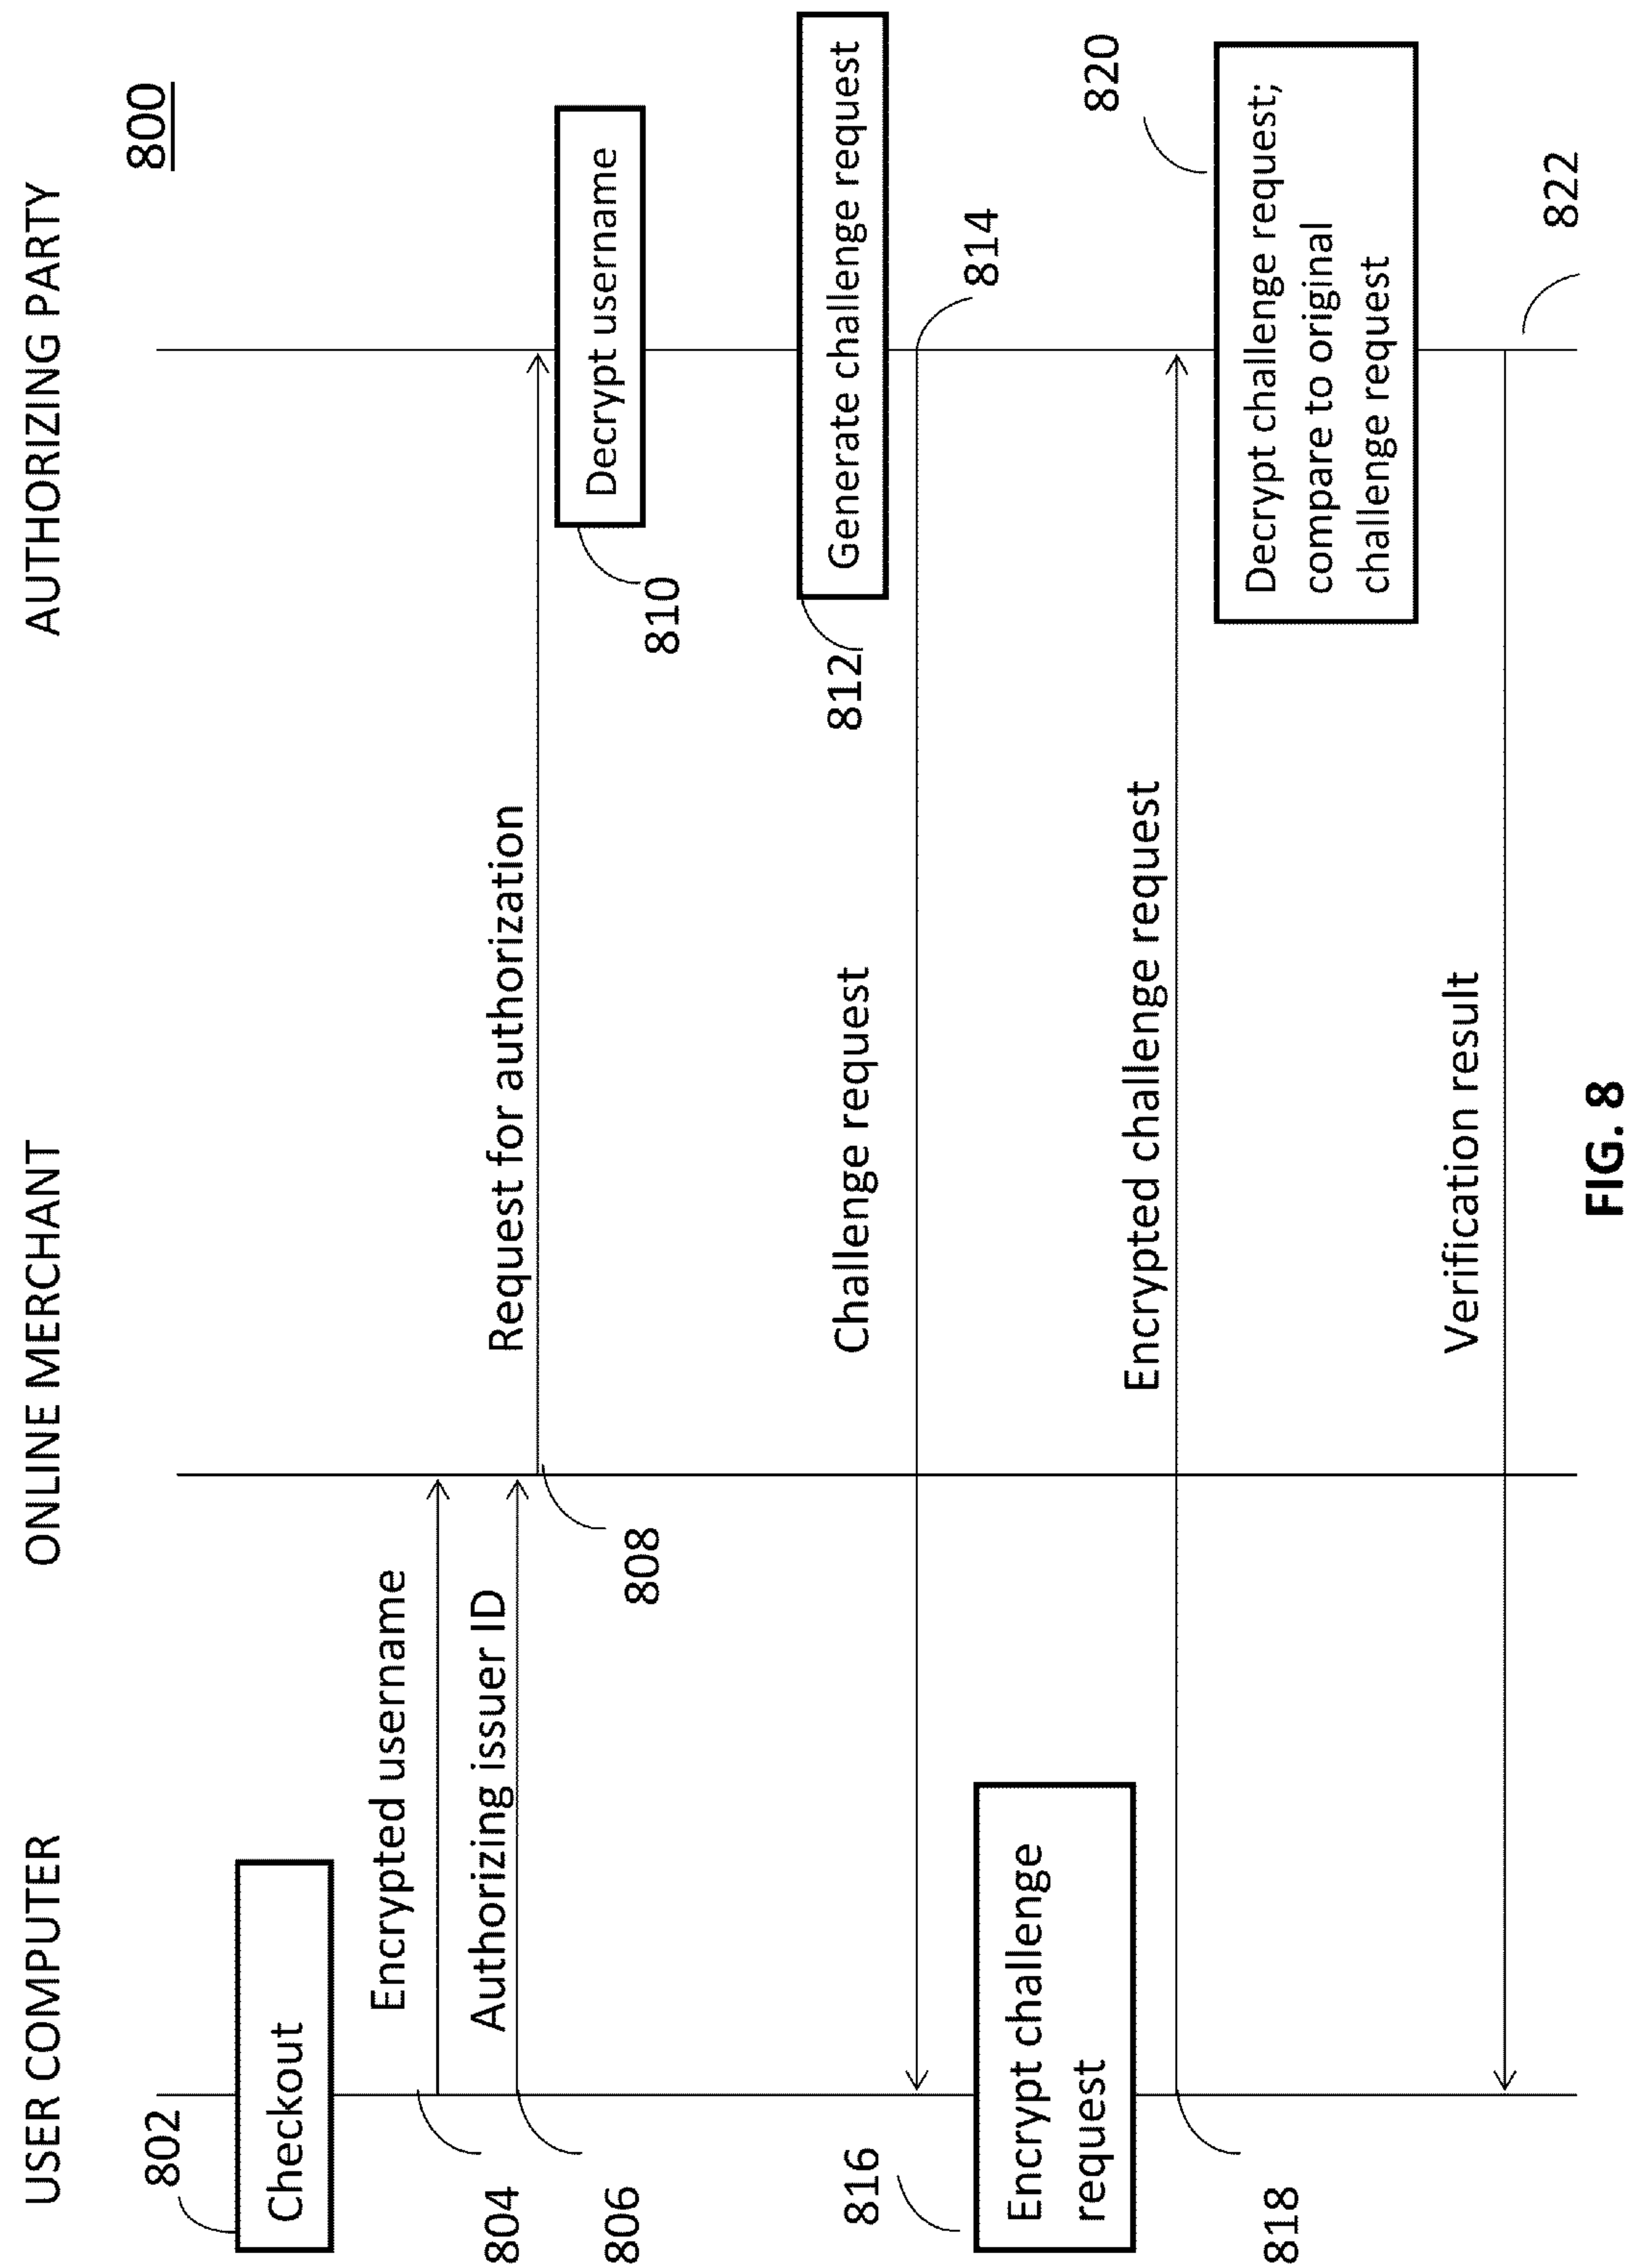 USER COMPUTER
ONLINE MERCHANT
AUTHORIZING PARTY
800
802
Checkout
Encrypted username
804
Authorizing issuer ID
806
Request for authorization
808
Decrypt username
810
Generate challenge request
812
Challenge request
814
816
Encrypt challenge
request
Encrypted challenge request
818
820
Decrypt challenge request;
compare to original
challenge request
Verification result
822
FIG. 8